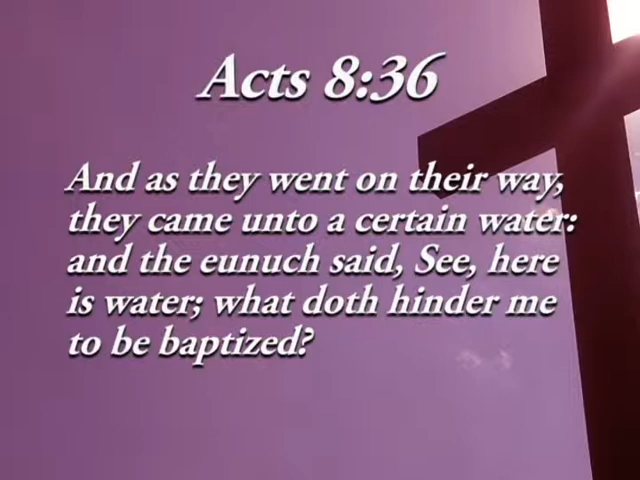 Acts 8:36
And as they went on their way,
they came unto a certain water:
and the eunuch said, See, here
is water; what doth hinder me
to be baptized?